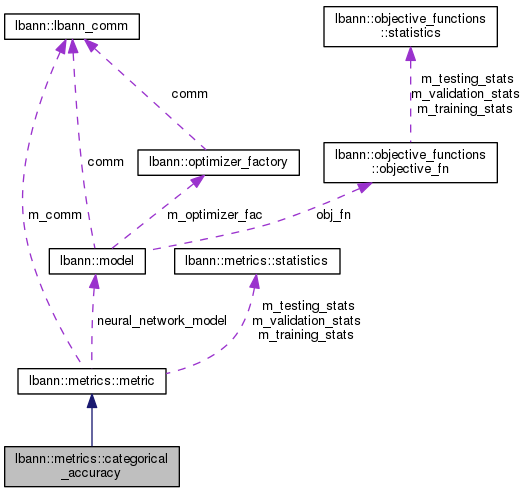 lbann::lbann_comm
lbann::objective_functions
::statistics
comm
m_testing_stats
m_validation_stats
m_training_stats
comm
lbann::optimizer_factory
lbann::objective_functions
::objective_fn
m_comm
m_optimizer_fac
obj_fn
lbann::model
lbann::metrics::statistics
neural_network_model
m_testing_stats
m_validation_stats
m_training_stats
lbann::metrics::metric
lbann::metrics::categorical
_accuracy